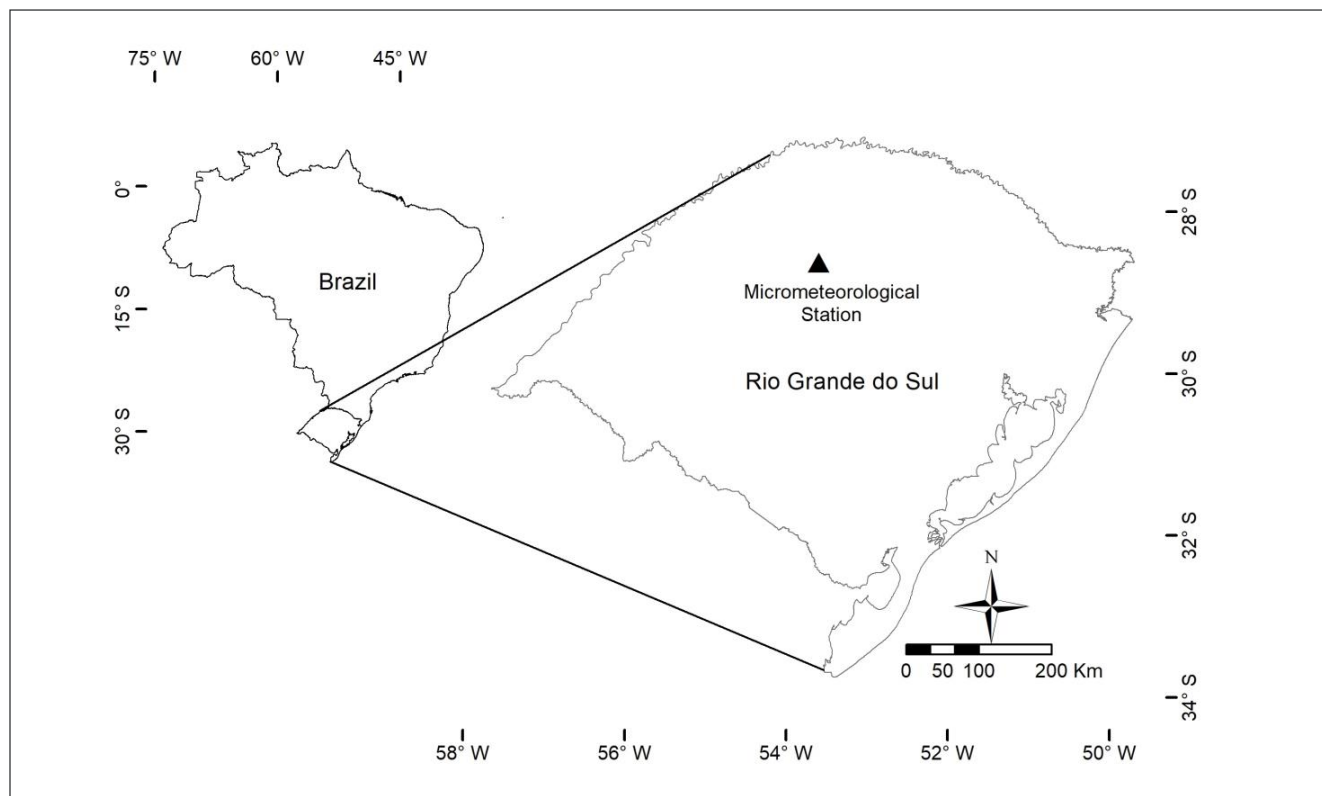 75° W 60° W 45° W
0°
15° S
30° S
Brazil
Micrometeorological
Station
Rio Grande do Sul
28° S
30° S
32° S
34° S
N
0 50 100 200 Km
58° W 56° W 54° W 52° W 50° W